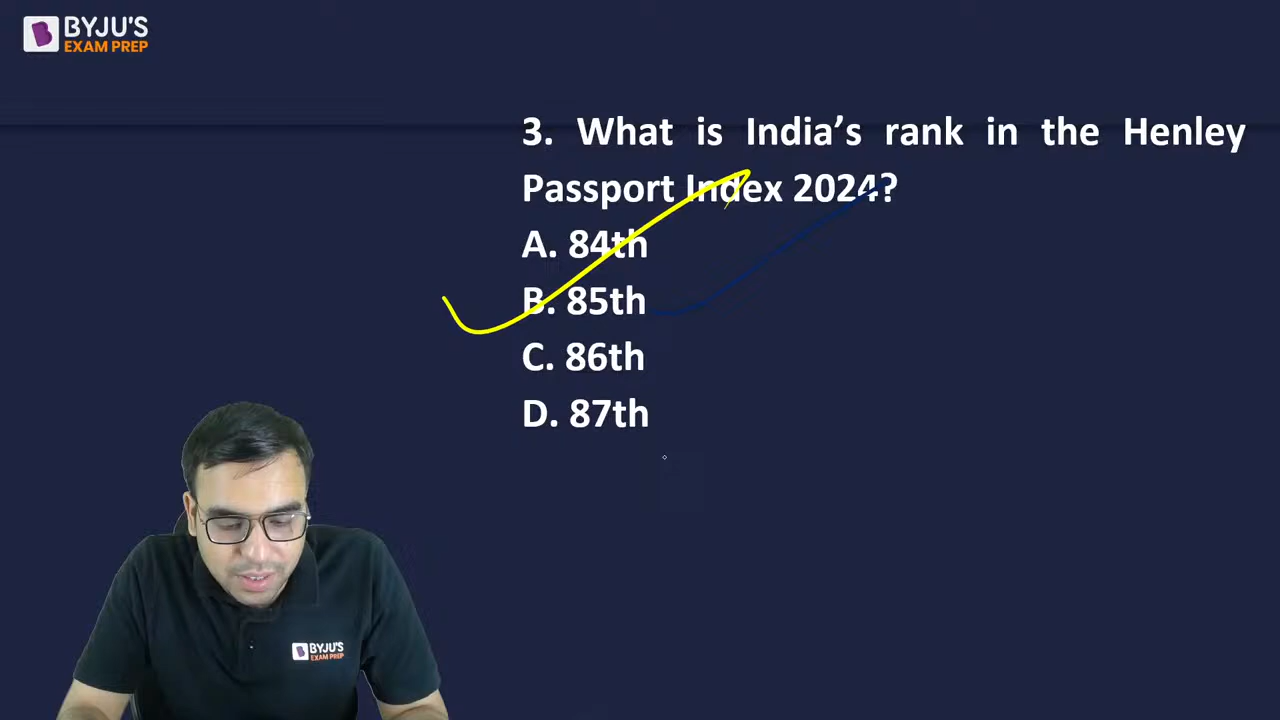 BYJU'S
EXAM PREP
3. What is India’s rank in the Henley
Passport Index 2024?
A. 84th
B. 85th
C. 86th
D. 87th
BYJU'S
EXAM PREP